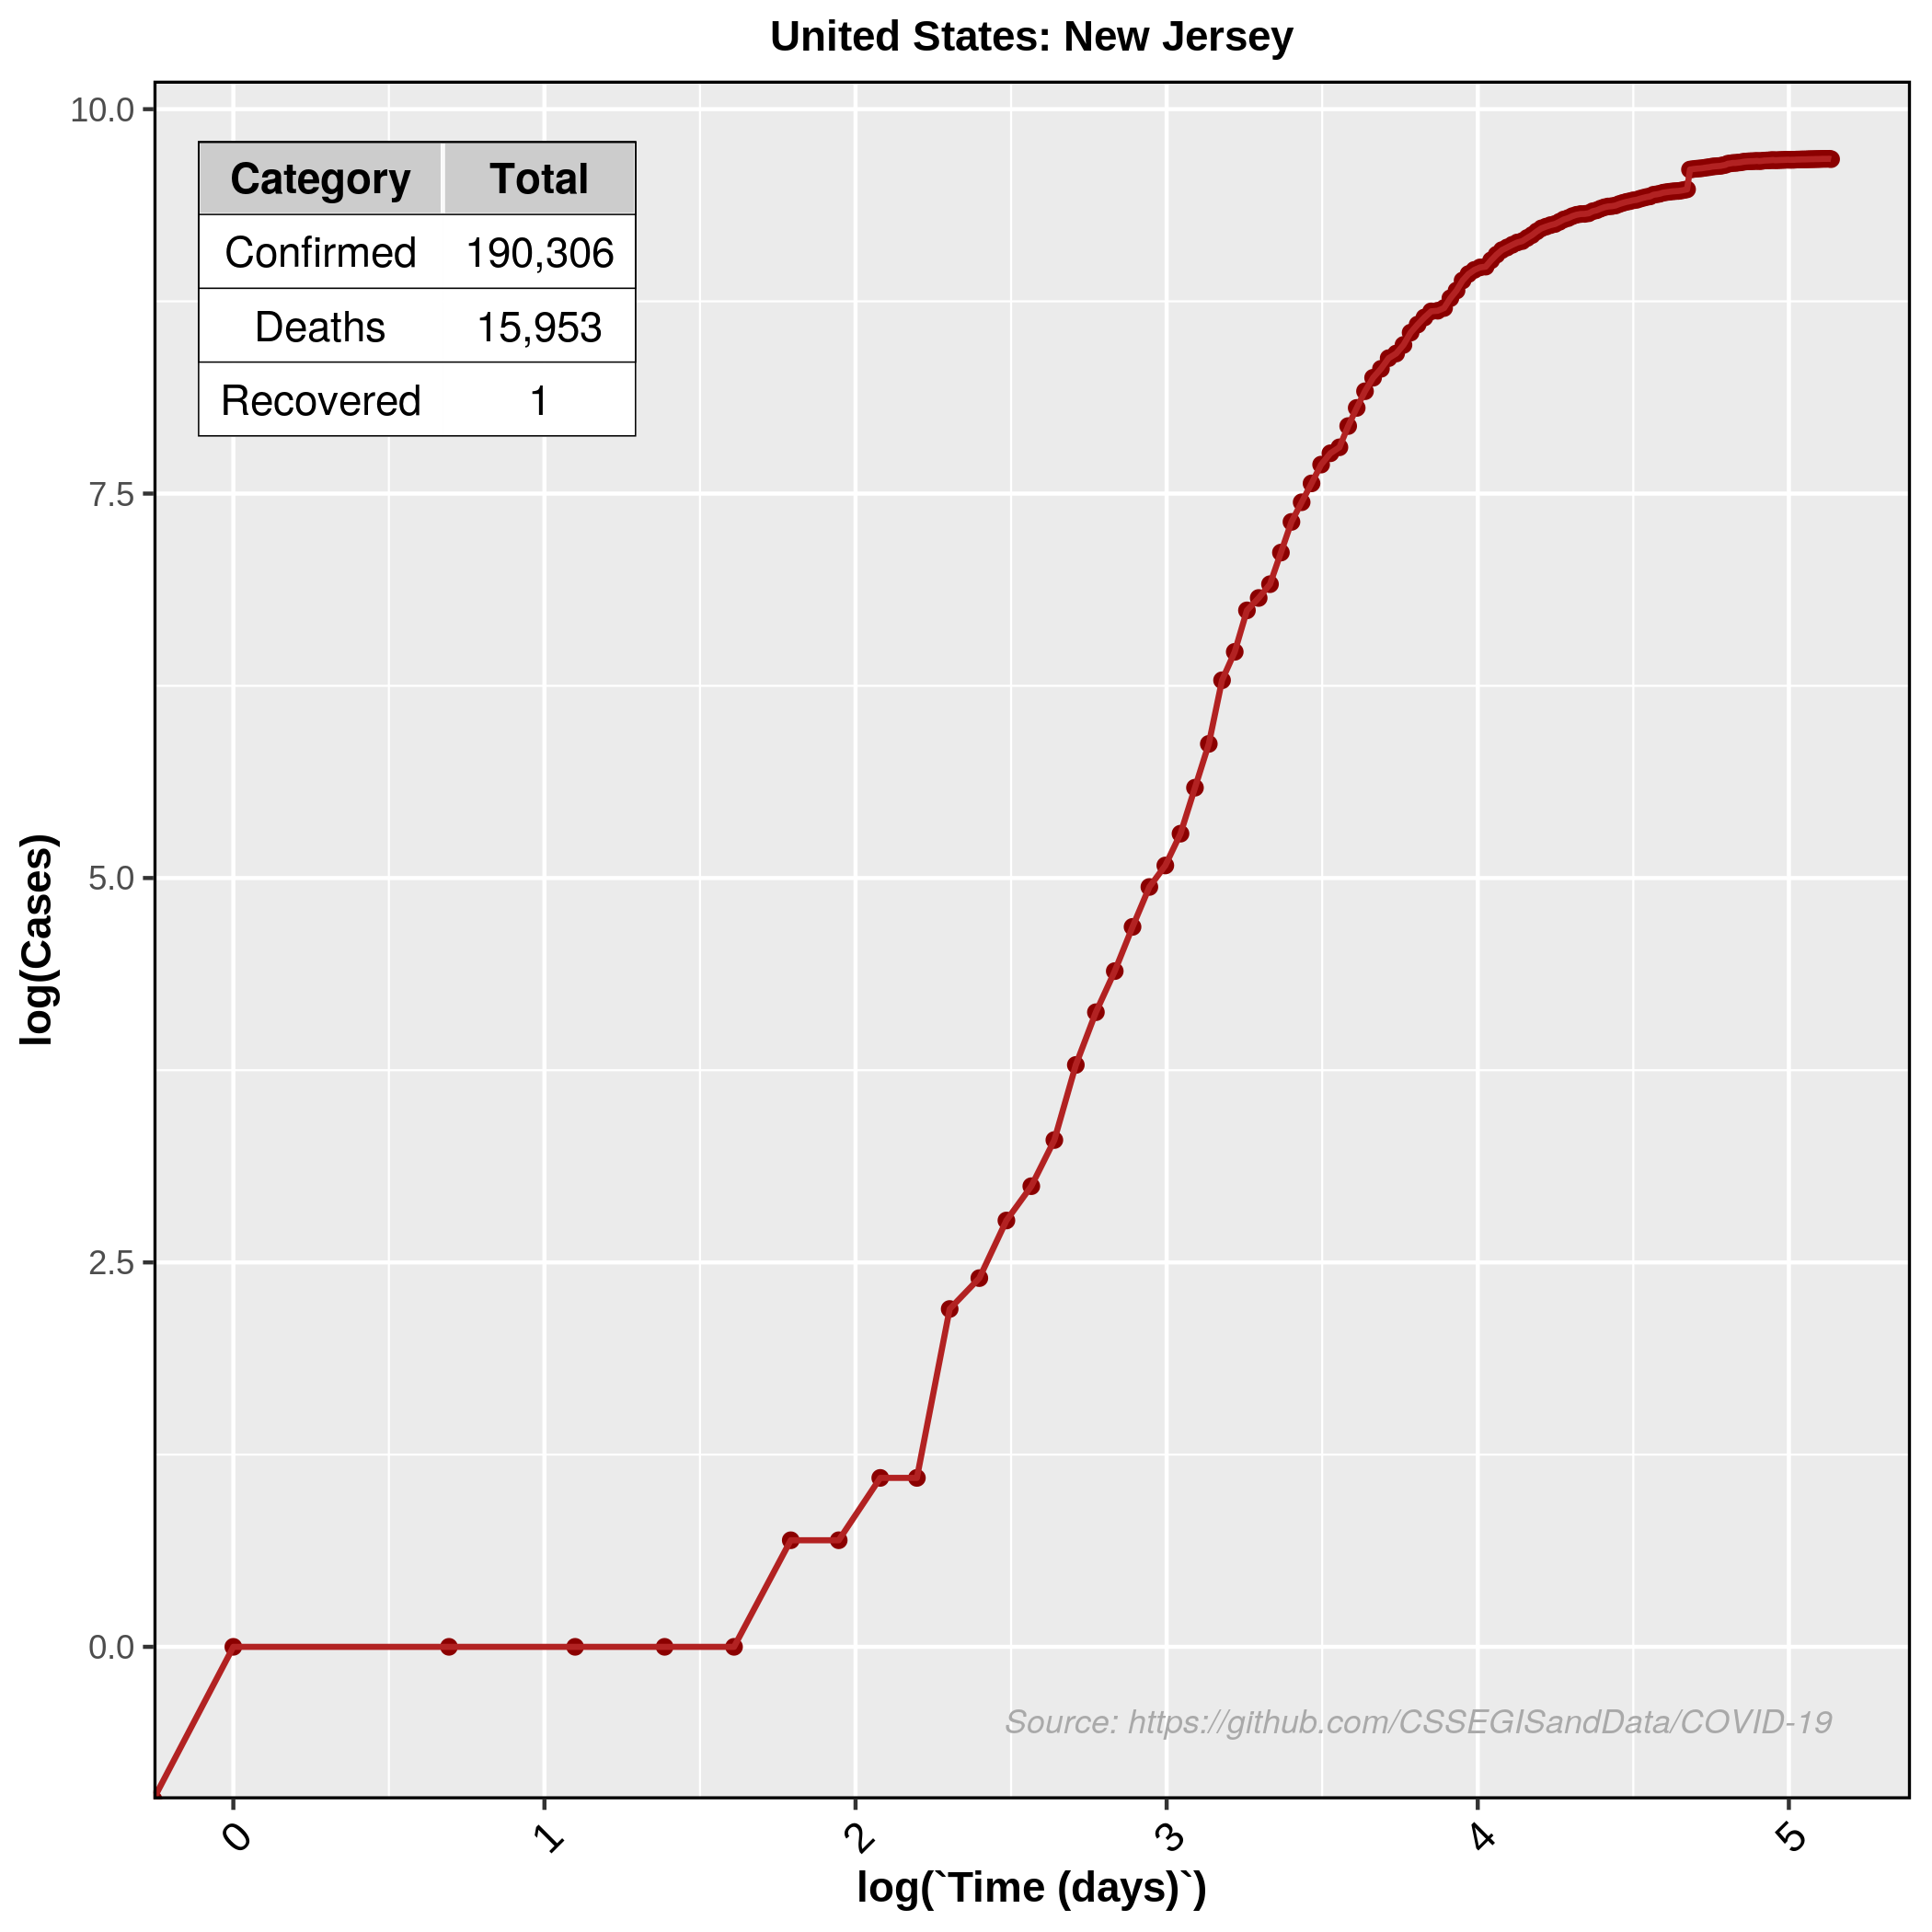 United States: New Jersey
10.0
7.5
5.0
2.5
0.0
log(Cases)
Category Total
Confirmed 190,306
Deaths 15,953
Recovered 1
Source: https://github.com/CSSEGISandData/COVID-19
0 1 2 3 4 5
log(`Time (days)`)